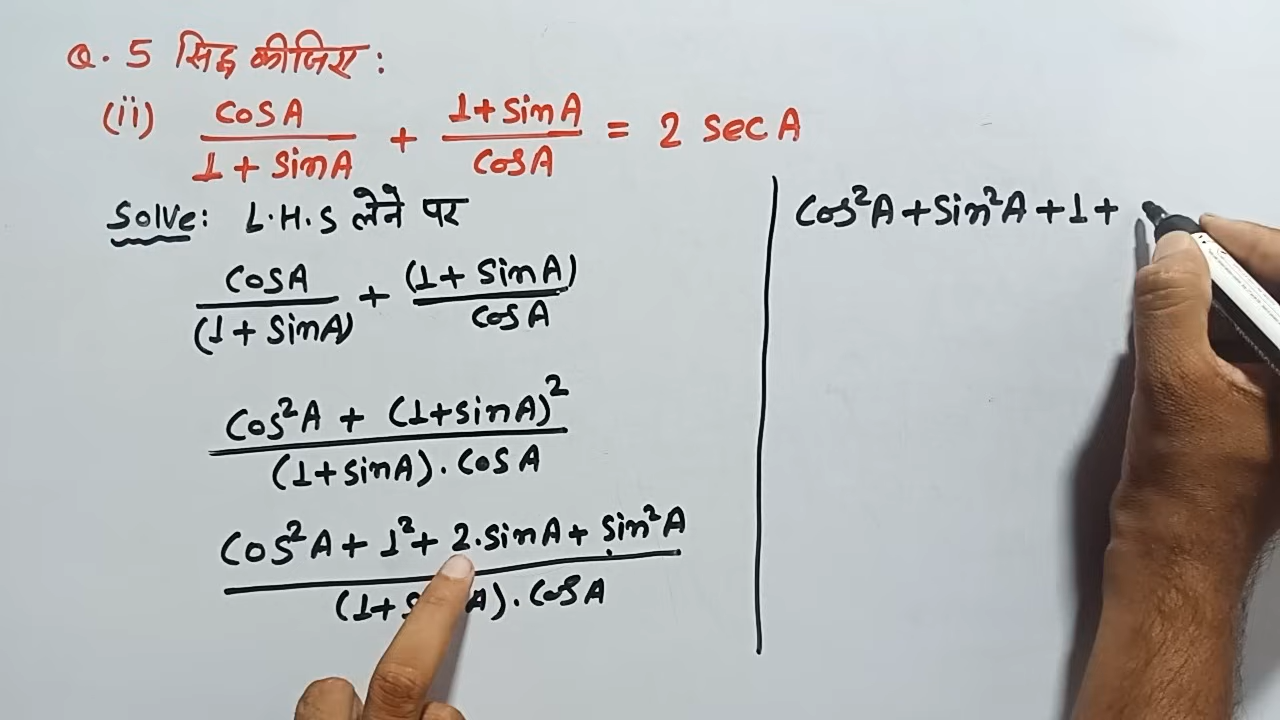 Q. 5 सिद्ध कीजिए :
(ii) cosA / 1 + sinA + 1+sinA / cosA = 2 secA
Solve: L.H.S लेने पर
cosA / (1 + sinA) + (1+ sinA) / cosA
cos²A + (1+sinA)² / (1+sinA).cosA
cos²A + 1² + 2.sinA + sin²A / (1+s A).cosA
cos²A + sin²A + 1 +